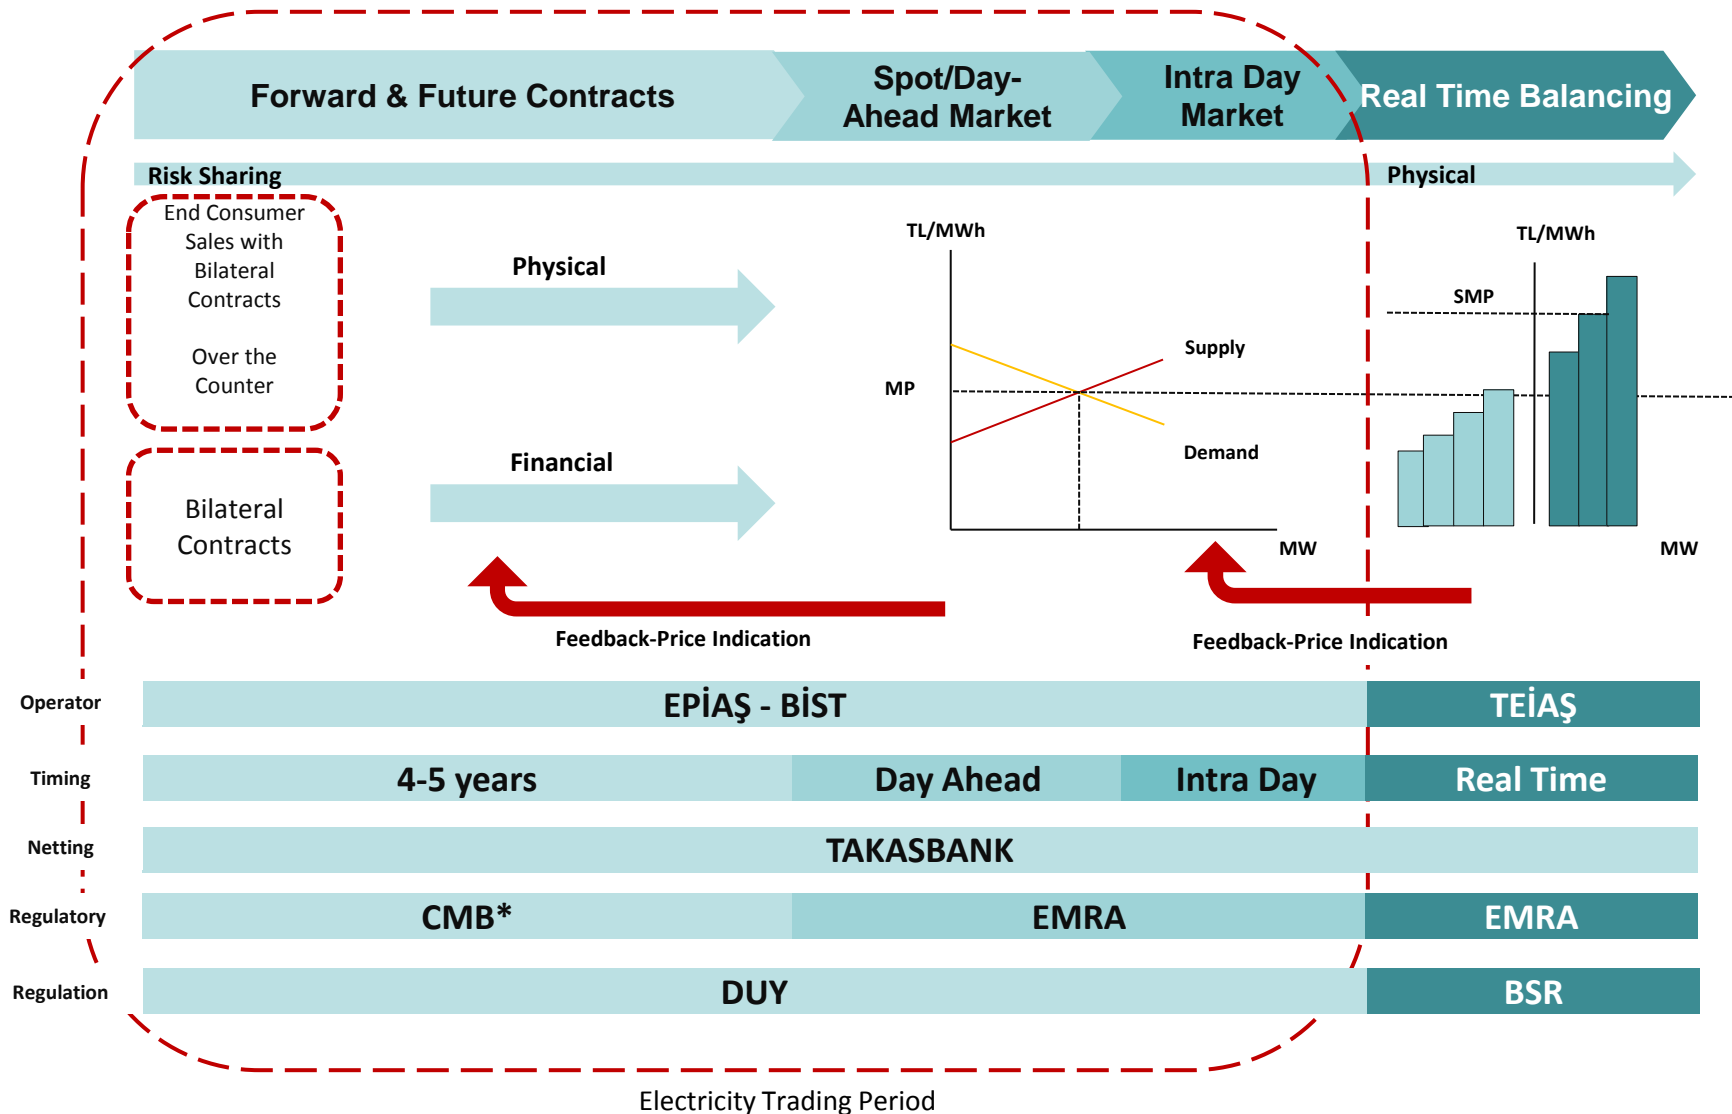 Forward & Future Contracts
Spot/Day-
Ahead Market
Intra Day
Market
Real Time Balancing
Risk Sharing
Physical
End Consumer
Sales with
Bilateral
Contracts
Over the
Counter
Physical
Financial
Bilateral
Contracts
TL/MWh
MP
Supply
Demand
MW
TL/MWh
SMP
MW
Feedback-Price Indication
Feedback-Price Indication
Operator
EPİAŞ - BİST
TEİAŞ
Timing
4-5 years
Day Ahead
Intra Day
Real Time
Netting
TAKASBANK
Regulatory
CMB*
EMRA
EMRA
Regulation
DUY
BSR
Electricity Trading Period